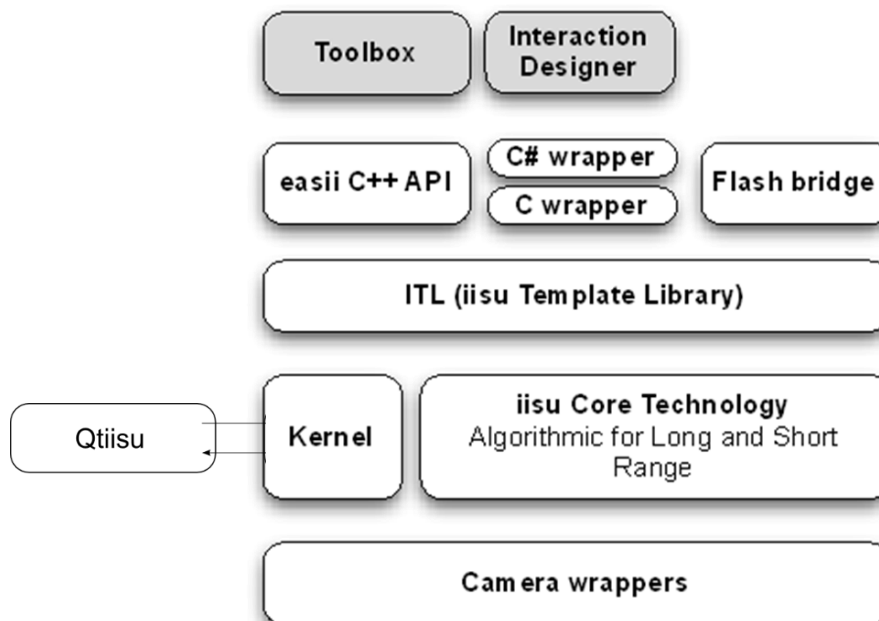 Toolbox
Interaction
Designer
easii C++ API
C# wrapper
C wrapper
Flash bridge
ITL (iisu Template Library)
Qtiisu
Kernel
iisu Core Technology
Algorithmic for Long and Short
Range
Camera wrappers